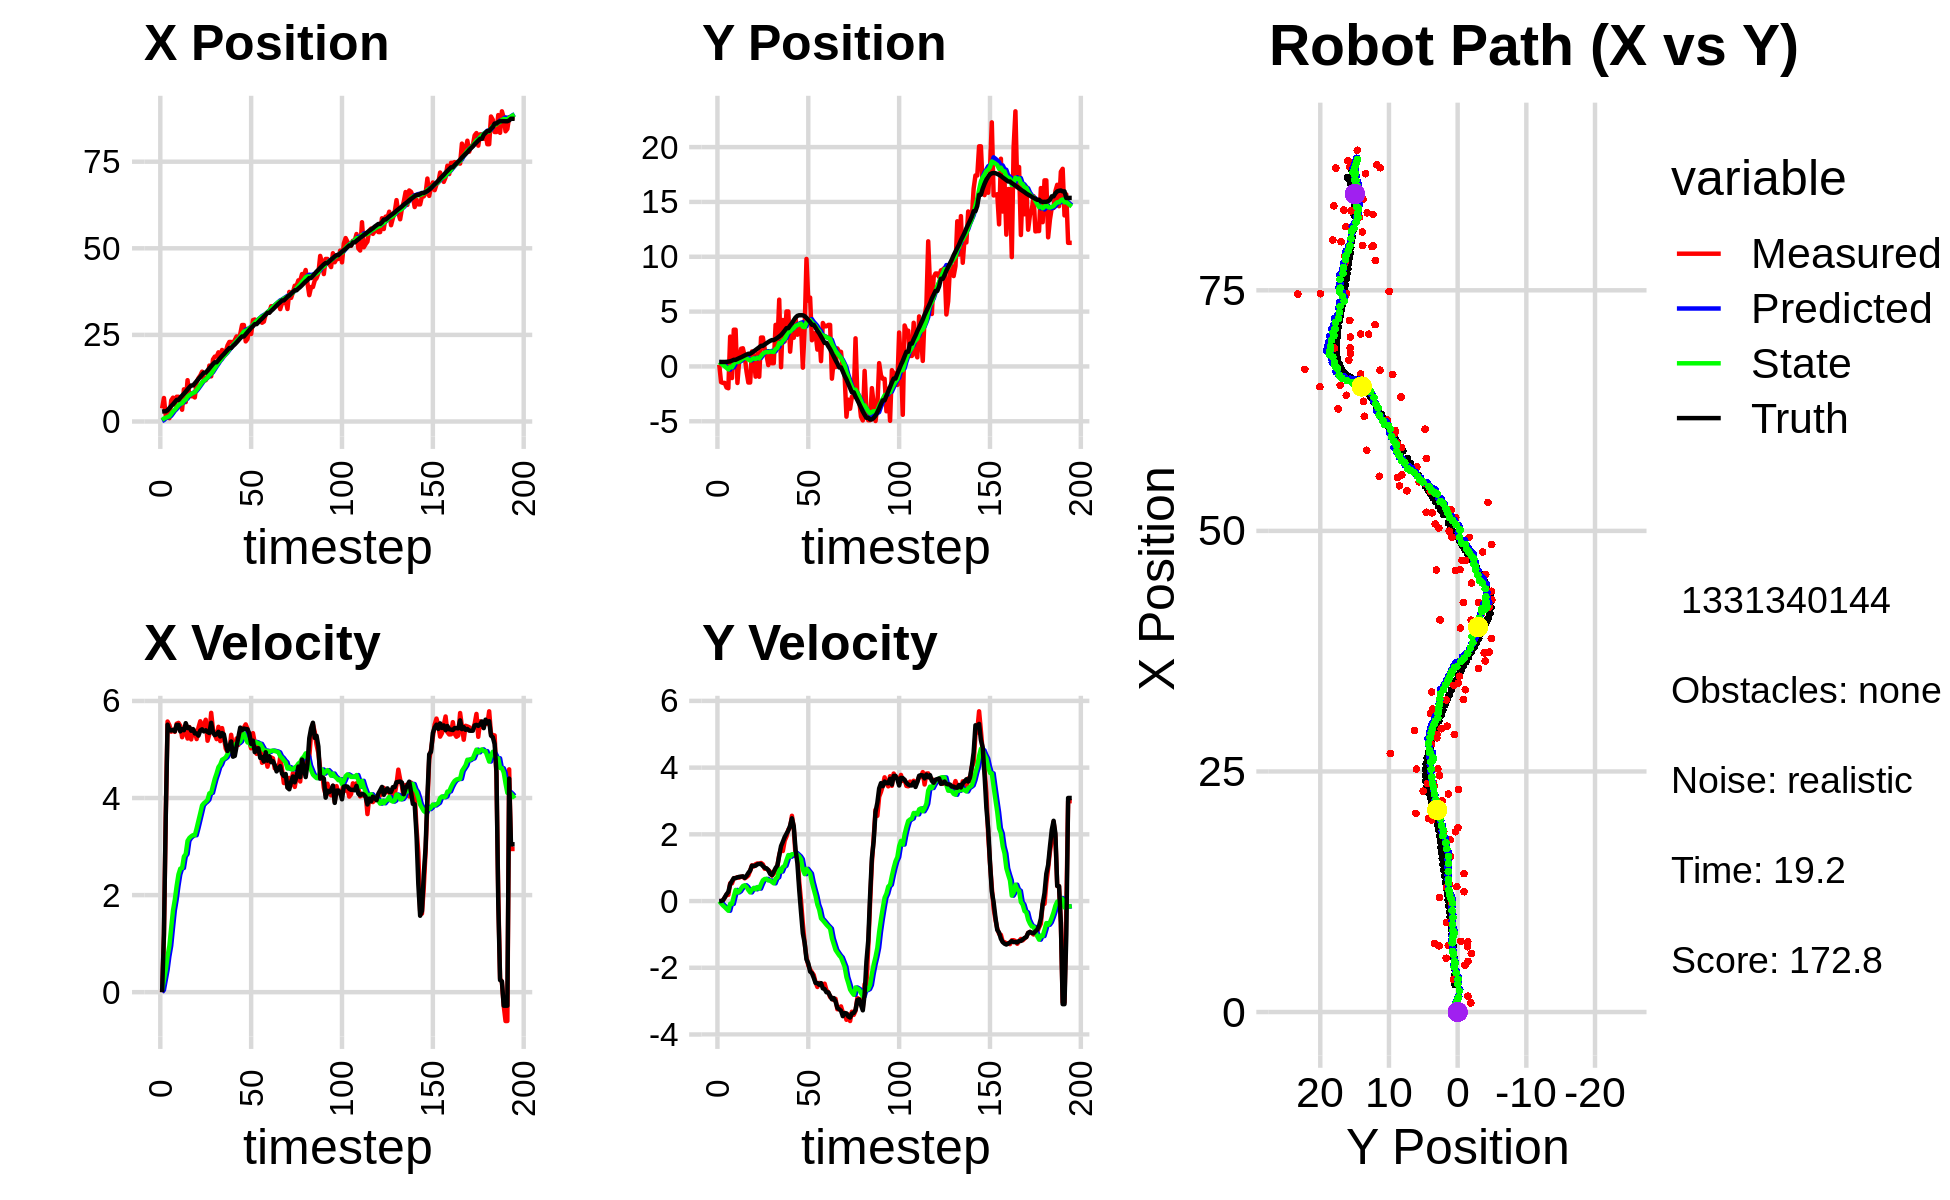 X Position
75
50
25
0
0
50
100
150
200
timestep
Y Position
20
15
10
5
0
-5
0
50
100
150
200
timestep
X Velocity
6
4
2
0
0
50
100
150
200
timestep
Y Velocity
6
4
2
0
-2
-4
0
50
100
150
200
timestep
Robot Path (X vs Y)
X Position
75
50
25
0
20 10 0 -10 -20
Y Position
variable
Measured
Predicted
State
Truth
1331340144
Obstacles: none
Noise: realistic
Time: 19.2
Score: 172.8